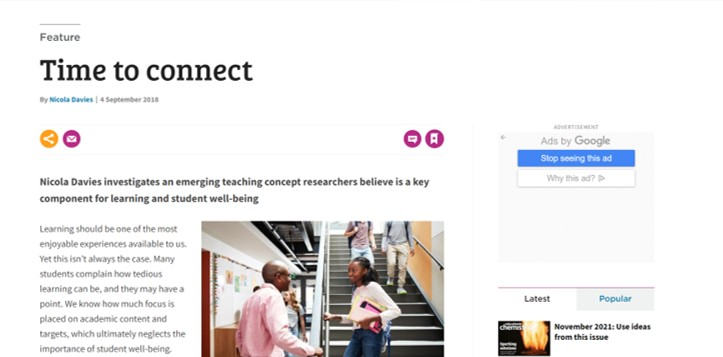 Feature
Time to connect
By Nicola Davies | 4 September 2018
Nicola Davies investigates an emerging teaching concept researchers believe is a key
component for learning and student well-being
Learning should be one of the most
enjoyable experiences available to us.
Yet this isn't always the case. Many
students complain how tedious
learning can be, and they may have a
point. We know how much focus is
placed on academic content and
targets, which ultimately neglects the
importance of student well-being.
ADVERTISEMENT
Ads by Google
Stop seeing this ad
Why this ad?
Latest
Popular
November 2021: Use ideas
from this issue